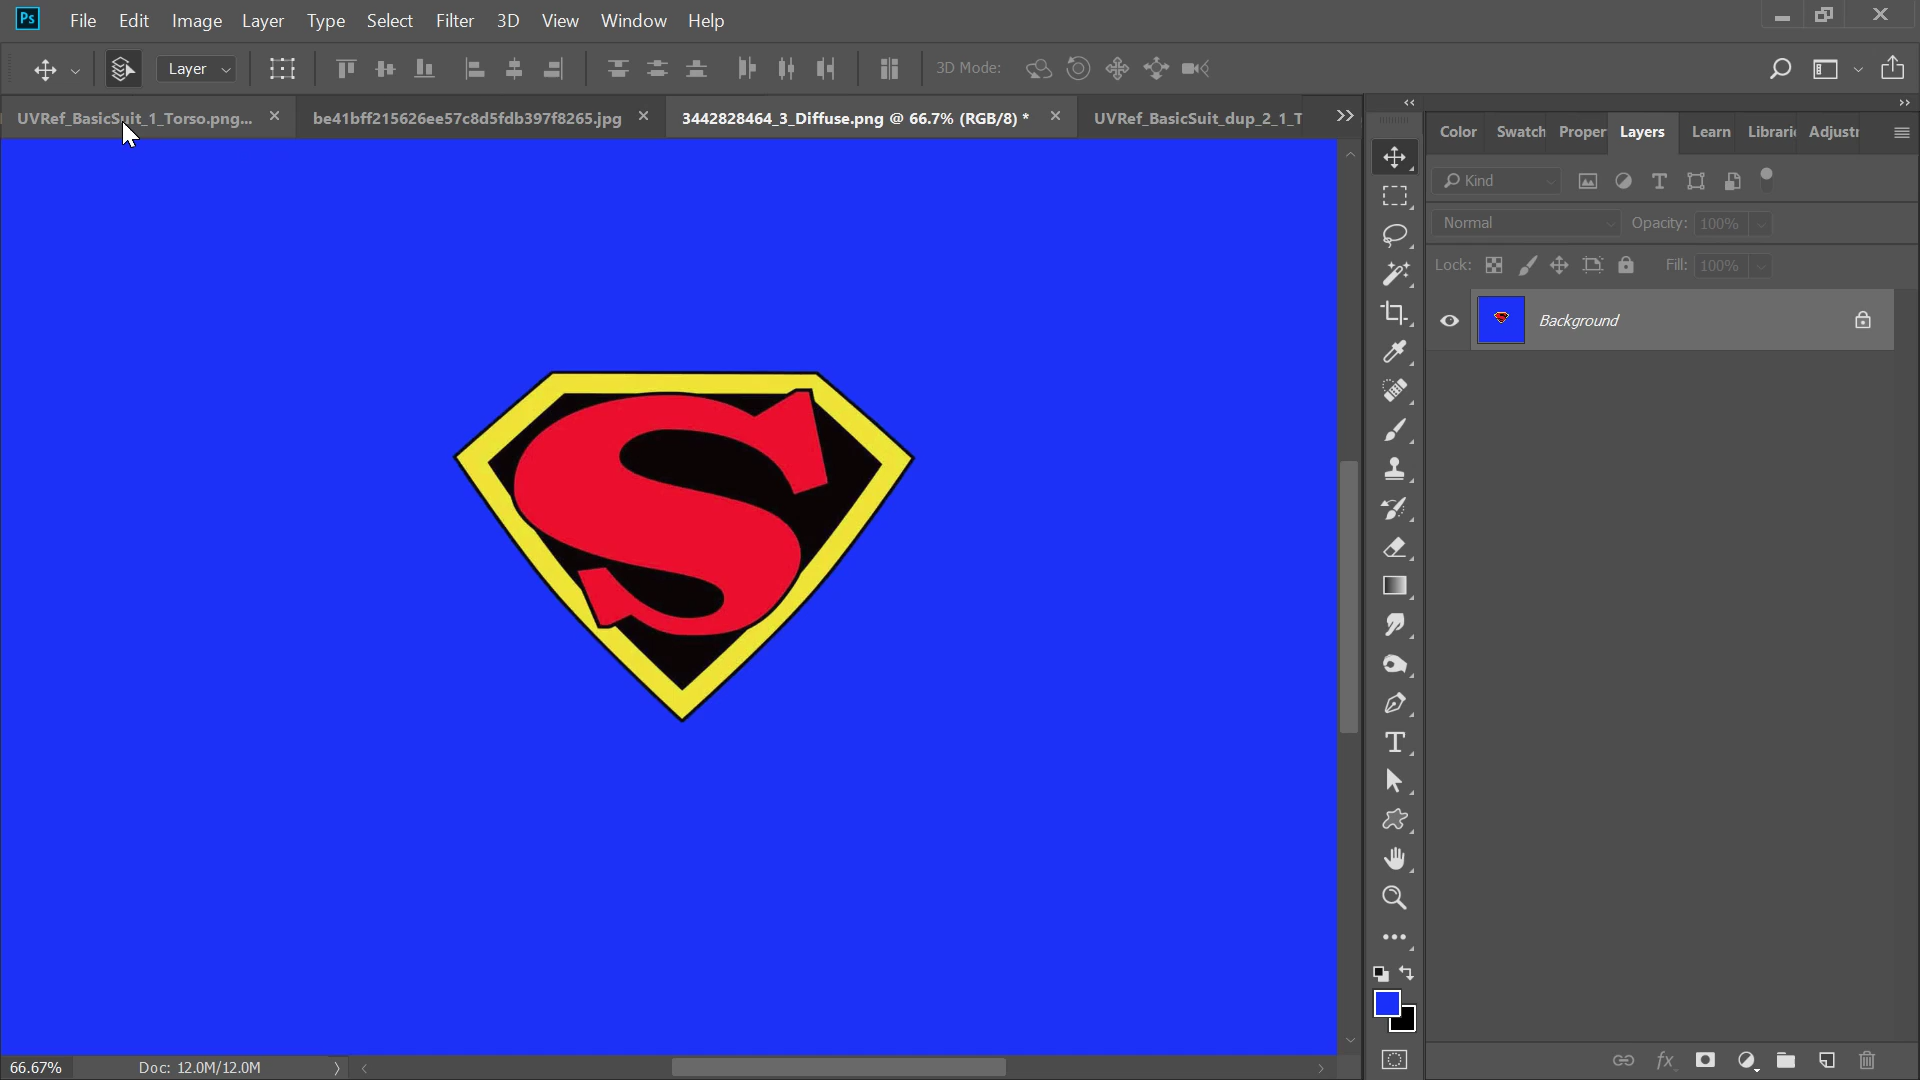 Ps File Edit Image Layer Type Select Filter 3D View Window Help
Layer 3D Mode:
UVRef_BasicSuit_1_Torso.png... be41bff215626ee57c8d5fdb397f8265.jpg 3442828464_3_Diffuse.png @ 66.7% (RGB/8) * UVRef_BasicSuit_dup_2_1_T
Color Swatch Proper Layers Learn Librari Adjustr
Kind
Normal Opacity: 100%
Lock: Fill: 100%
Background
S
66.67% Doc: 12.0M/12.0M